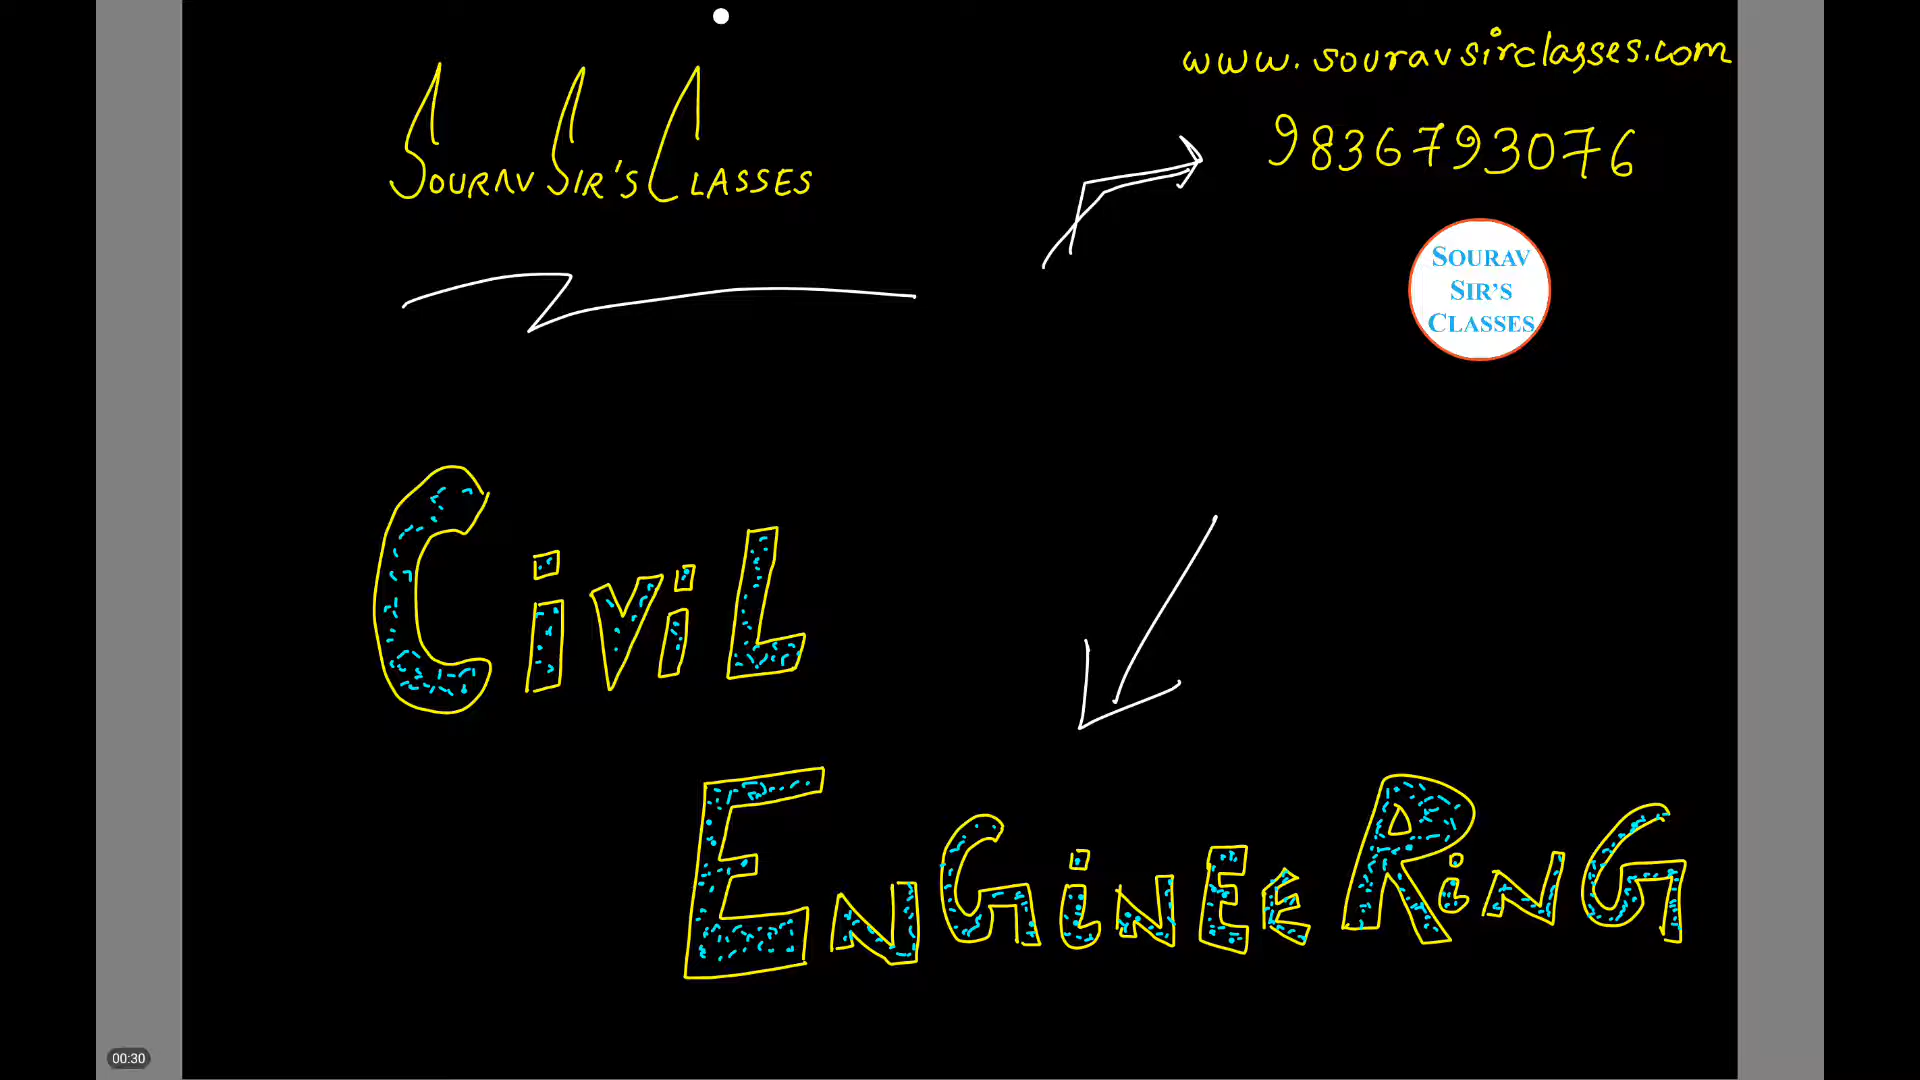 www.souravsirclasses.com
SOURAV SIR'S CLASSES
9836793076
SOURAV
SIR'S
CLASSES
CiViL
EnGinEERinG
00:30